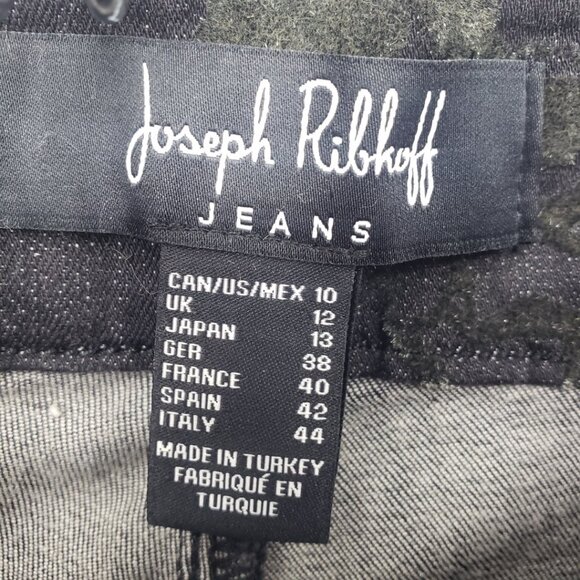 Joseph Ribkoff
JEANS
CAN/US/MEX 10
UK 12
JAPAN 13
GER 38
FRANCE 40
SPAIN 42
ITALY 44
MADE IN TURKEY
FABRIQUÉ EN
TURQUIE